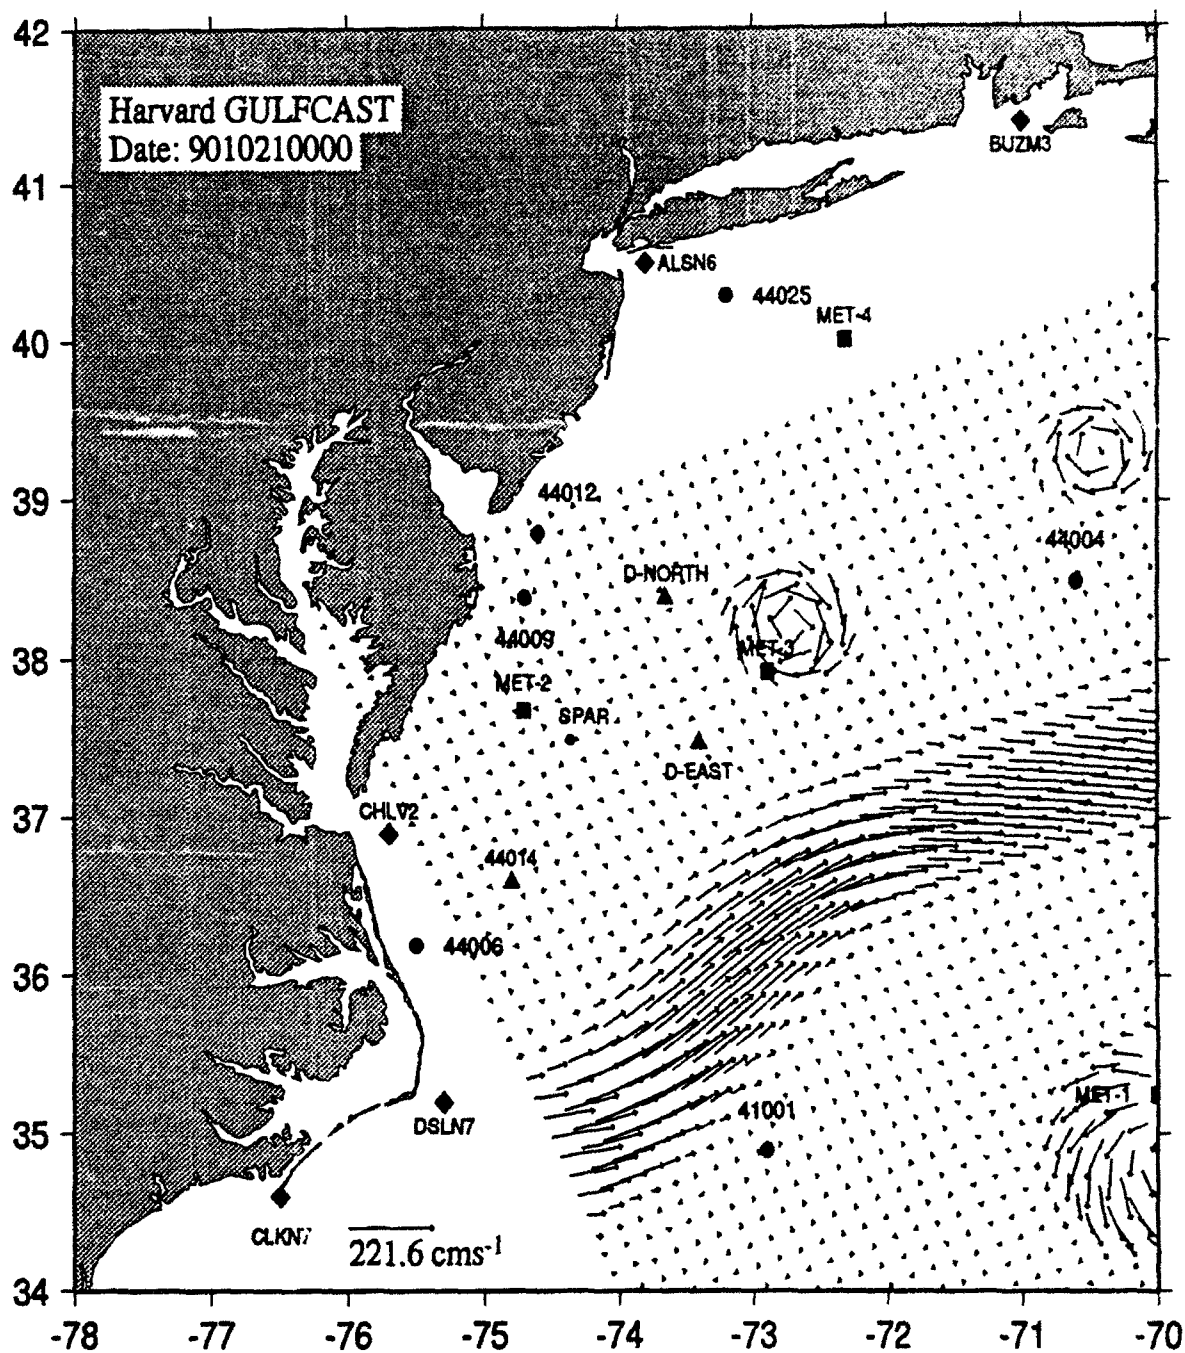 42
Harvard GULFCAST
Date: 9010210000
BUZM3
41
ALSN6
44025
MET-4
40
39
44012
44004
D-NORTH
44009
38
MET-3
MET-2
SPAR
D-EAST
37
CHLV2
44014
44006
36
MET-1
41001
35
DSLN7
CLKN7
221.6 cms⁻¹
34
-78 -77 -76 -75 -74 -73 -72 -71 -70